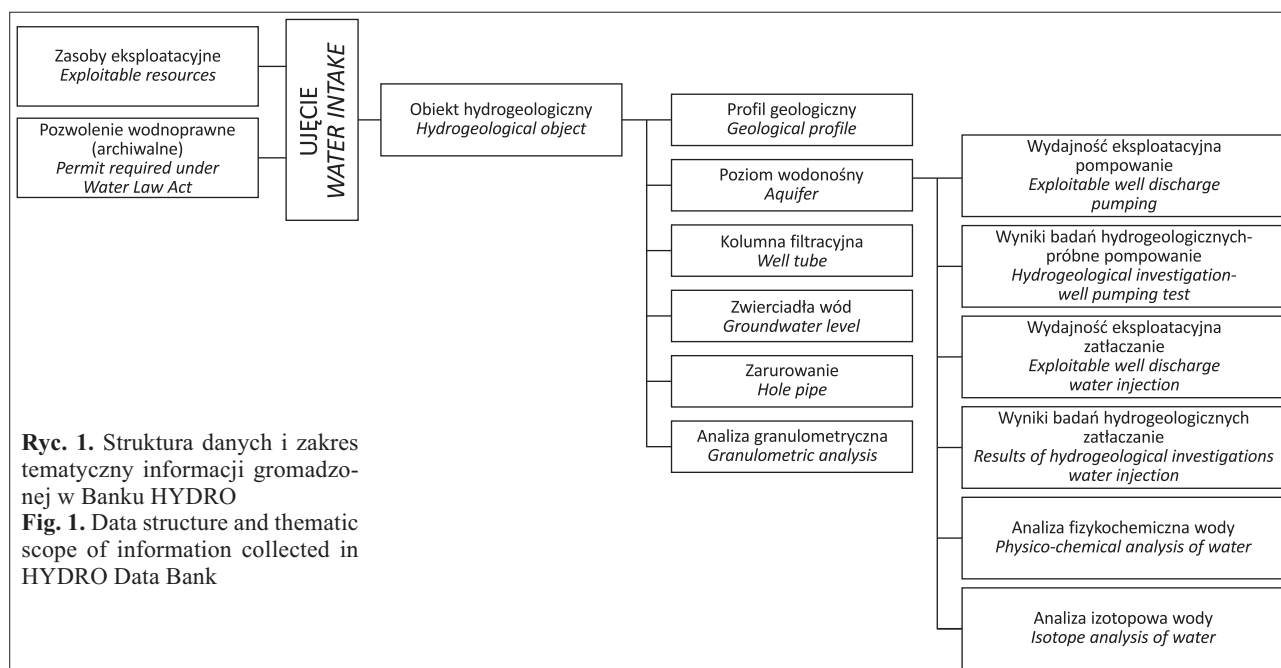 Zasoby eksploatacyjne
Exploitable resources
Pozwolenie wodnoprawne
(archiwalne)
Permit required under
Water Law Act
UJĘCIE
WATER INTAKE
Obiekt hydrogeologiczny
Hydrogeological object
Profil geologiczny
Geological profile
Poziom wodonośny
Aquifer
Kolumna filtracyjna
Well tube
Zwierciadła wód
Groundwater level
Zarurowanie
Hole pipe
Analiza granulometryczna
Granulometric analysis
Wydajność eksploatacyjna
pompowanie
Exploitable well discharge
pumping
Wyniki badań hydrogeologicznych-
próbne pompowanie
Hydrogeological investigation-
well pumping test
Wydajność eksploatacyjna
zatłaczanie
Exploitable well discharge
water injection
Wyniki badań hydrogeologicznych
zatłaczanie
Results of hydrogeological investigations
water injection
Analiza fizykochemiczna wody
Physico-chemical analysis of water
Analiza izotopowa wody
Isotope analysis of water
Ryc. 1. Struktura danych i zakres
tematyczny informacji gromadzo-
nej w Banku HYDRO
Fig. 1. Data structure and thematic
scope of information collected in
HYDRO Data Bank